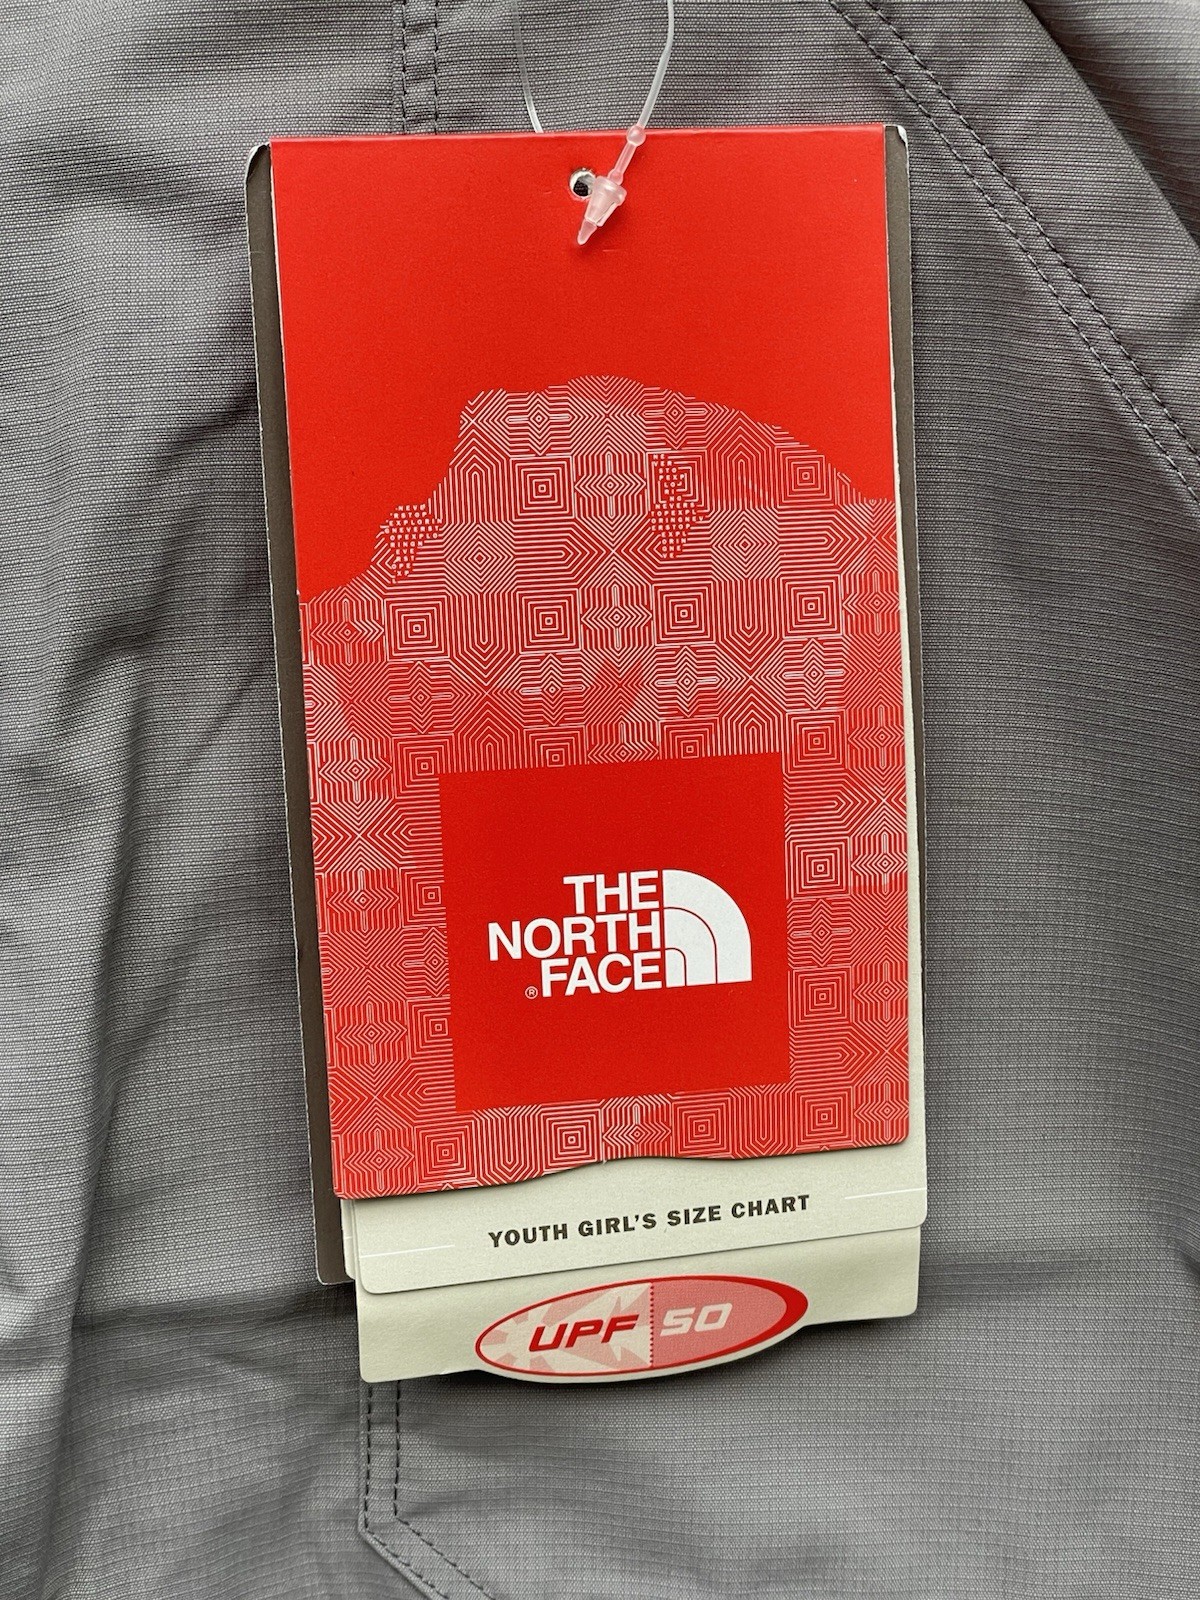 THE
NORTH
® FACE
YOUTH GIRL'S SIZE CHART
UPF 50